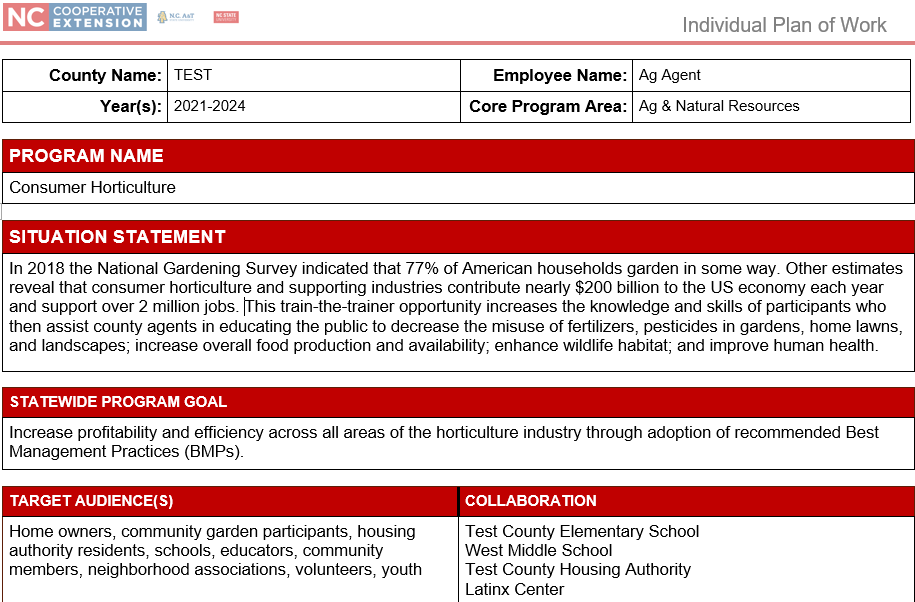 NC COOPERATIVE EXTENSION N.C. A&T NC STATE UNIVERSITY
Individual Plan of Work
County Name: TEST Employee Name: Ag Agent
Year(s): 2021-2024 Core Program Area: Ag & Natural Resources
PROGRAM NAME
Consumer Horticulture
SITUATION STATEMENT
In 2018 the National Gardening Survey indicated that 77% of American households garden in some way. Other estimates
reveal that consumer horticulture and supporting industries contribute nearly $200 billion to the US economy each year
and support over 2 million jobs. This train-the-trainer opportunity increases the knowledge and skills of participants who
then assist county agents in educating the public to decrease the misuse of fertilizers, pesticides in gardens, home lawns,
and landscapes; increase overall food production and availability; enhance wildlife habitat; and improve human health.
STATEWIDE PROGRAM GOAL
Increase profitability and efficiency across all areas of the horticulture industry through adoption of recommended Best
Management Practices (BMPs).
TARGET AUDIENCE(S)
Home owners, community garden participants, housing
authority residents, schools, educators, community
members, neighborhood associations, volunteers, youth
COLLABORATION
Test County Elementary School
West Middle School
Test County Housing Authority
Latinx Center